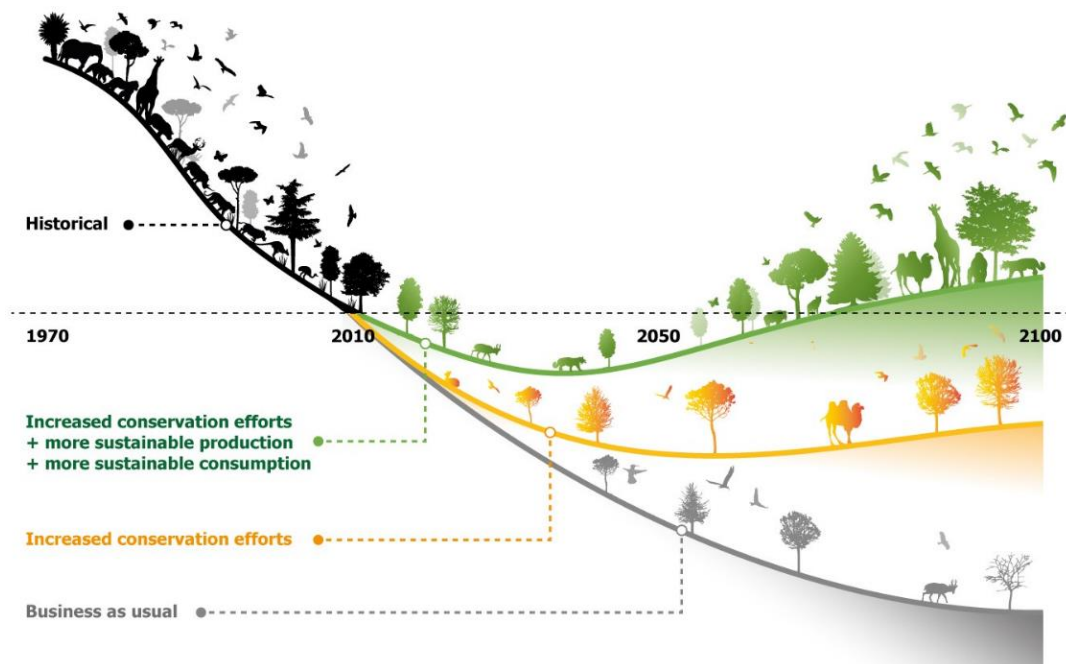 Historical
1970 2010 2050 2100
Increased conservation efforts
+ more sustainable production
+ more sustainable consumption
Increased conservation efforts
Business as usual